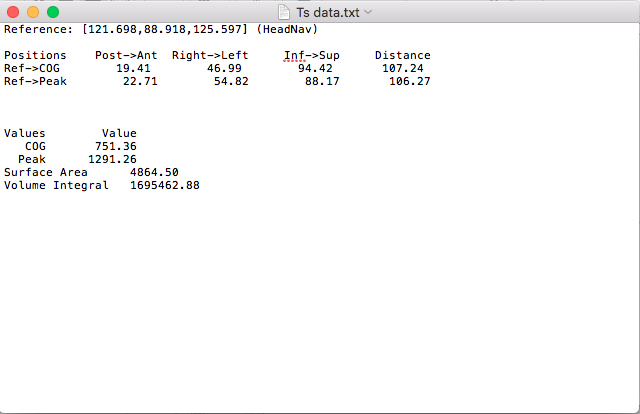 Ts data.txt
Reference: [121.698,88.918,125.597] (HeadNav)
Positions    Post->Ant  Right->Left     Inf->Sup     Distance
Ref->COG        19.41        46.99        94.42       107.24
Ref->Peak        22.71        54.82        88.17       106.27
Values        Value
   COG       751.36
  Peak      1291.26
Surface Area      4864.50
Volume Integral   1695462.88